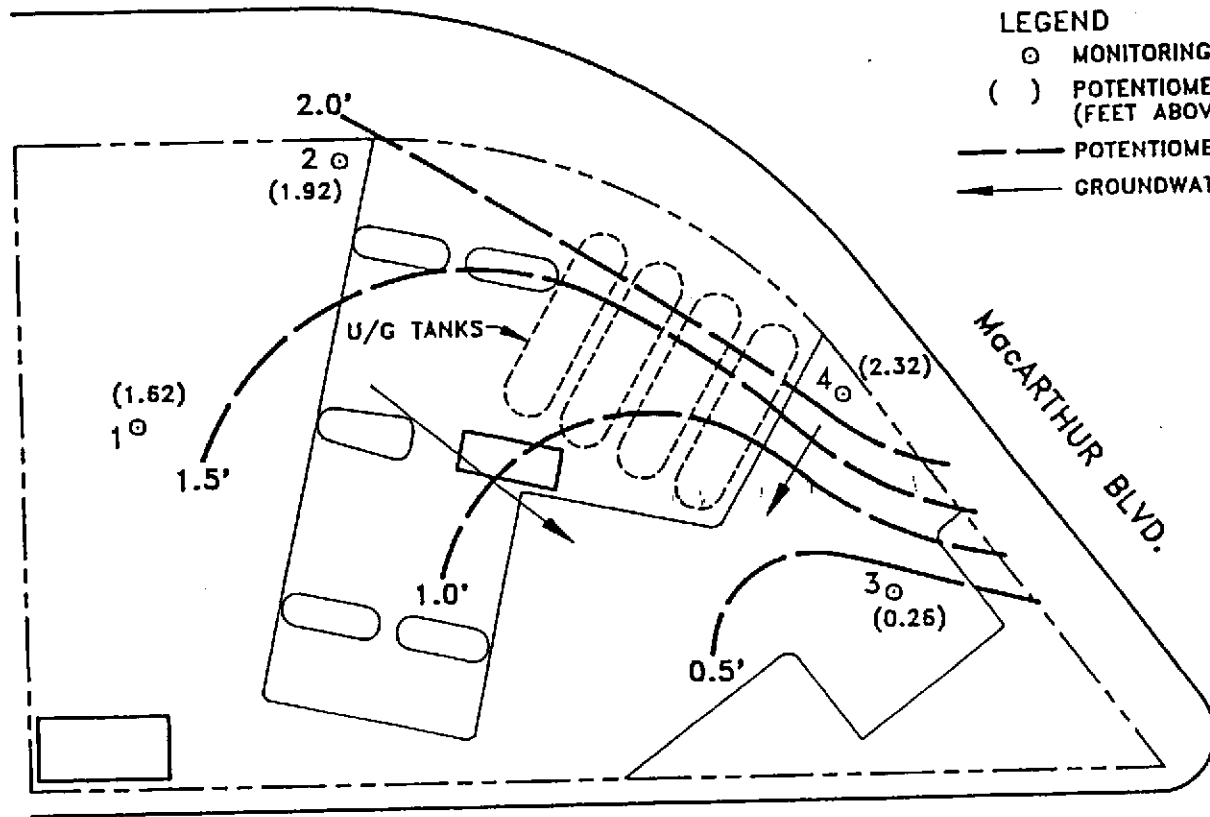 LEGEND
⊙ MONITORING
( ) POTENTIOME
(FEET ABOV
POTENTIOME
GROUNDWAT
2.0'
2
(1.92)
U/G TANKS
(1.62)
1
1.5'
4
(2.32)
MacARTHUR BLVD.
1.0'
3
(0.26)
0.5'